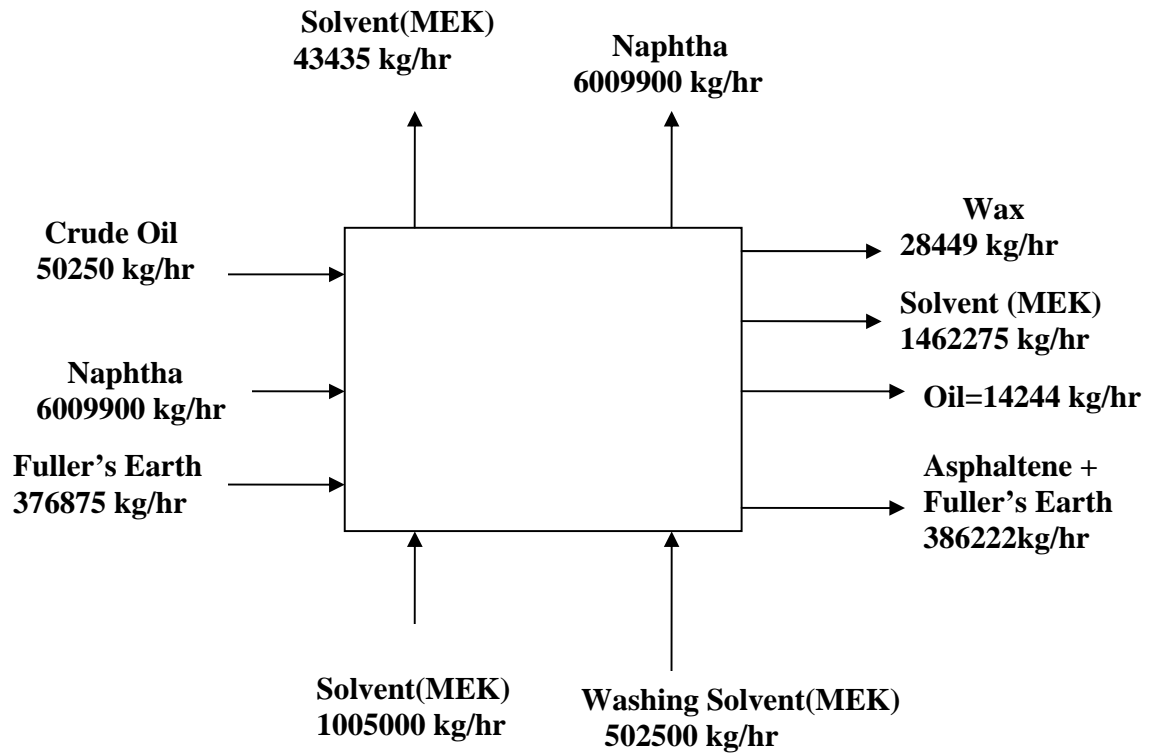 Solvent(MEK)
43435 kg/hr
Naphtha
6009900 kg/hr
Crude Oil
50250 kg/hr
Wax
28449 kg/hr
Solvent (MEK)
1462275 kg/hr
Naphtha
6009900 kg/hr
Oil=14244 kg/hr
Fuller's Earth
376875 kg/hr
Asphaltene +
Fuller's Earth
386222kg/hr
Solvent(MEK)
1005000 kg/hr
Washing Solvent(MEK)
502500 kg/hr